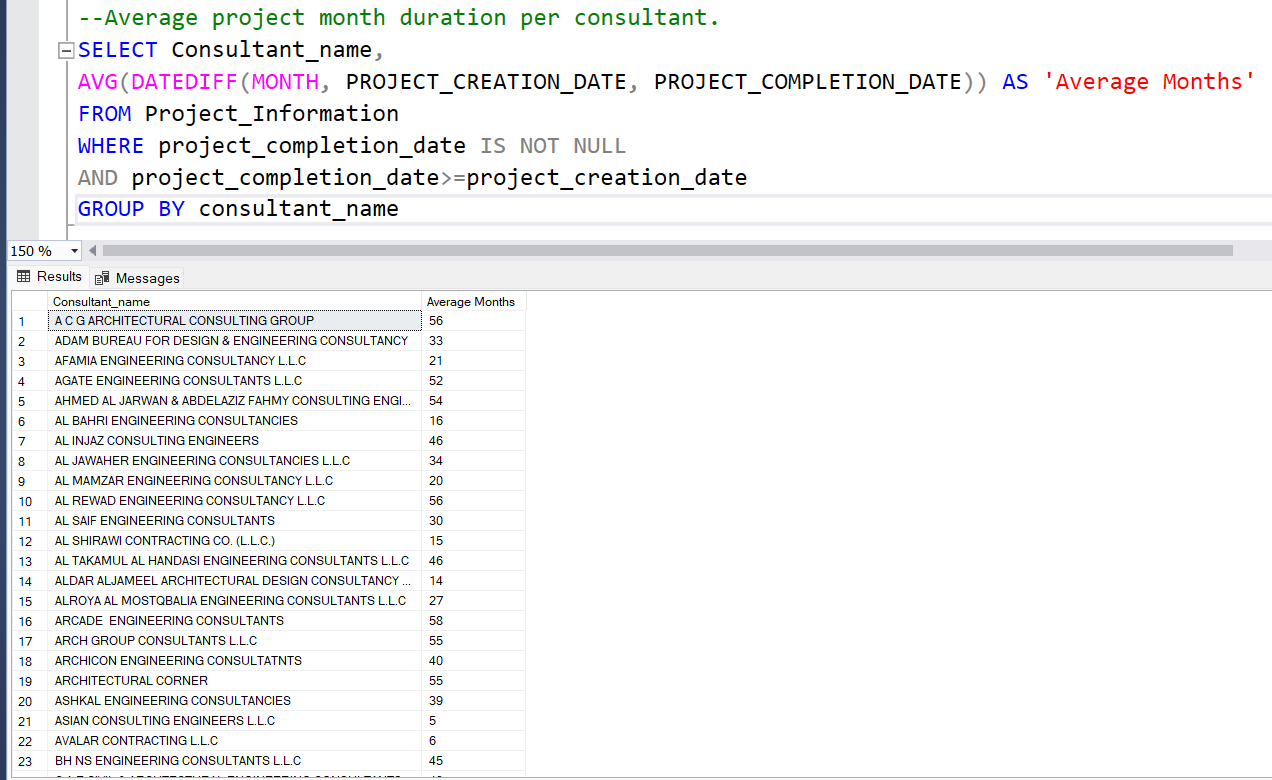 --Average project month duration per consultant.
SELECT Consultant_name,
AVG(DATEDIFF(MONTH, PROJECT_CREATION_DATE, PROJECT_COMPLETION_DATE)) AS 'Average Months'
FROM Project_Information
WHERE project_completion_date IS NOT NULL
AND project_completion_date>=project_creation_date
GROUP BY consultant_name
150 %
Results Messages
Consultant_name Average Months
1 A C G ARCHITECTURAL CONSULTING GROUP 56
2 ADAM BUREAU FOR DESIGN & ENGINEERING CONSULTANCY 33
3 AFAMIA ENGINEERING CONSULTANCY L.L.C 21
4 AGATE ENGINEERING CONSULTANTS L.L.C 52
5 AHMED AL JARWAN & ABDELAZIZ FAHMY CONSULTING ENGI... 54
6 AL BAHRI ENGINEERING CONSULTANCIES 16
7 AL INJAZ CONSULTING ENGINEERS 46
8 AL JAWAHER ENGINEERING CONSULTANCIES L.L.C 34
9 AL MAMZAR ENGINEERING CONSULTANCY L.L.C 20
10 AL REWAD ENGINEERING CONSULTANCY L.L.C 56
11 AL SAIF ENGINEERING CONSULTANTS 30
12 AL SHIRAWI CONTRACTING CO. (L.L.C.) 15
13 AL TAKAMUL AL HANDASI ENGINEERING CONSULTANTS L.L.C 46
14 ALDAR ALJAMEEL ARCHITECTURAL DESIGN CONSULTANCY ... 14
15 ALROYA AL MOSTQBALIA ENGINEERING CONSULTANTS L.L.C 27
16 ARCADE  ENGINEERING CONSULTANTS 58
17 ARCH GROUP CONSULTANTS L.L.C 55
18 ARCHICON ENGINEERING CONSULTATNTS 40
19 ARCHITECTURAL CORNER 55
20 ASHKAL ENGINEERING CONSULTANCIES 39
21 ASIAN CONSULTING ENGINEERS L.L.C 5
22 AVALAR CONTRACTING L.L.C 6
23 BH NS ENGINEERING CONSULTANTS L.L.C 45